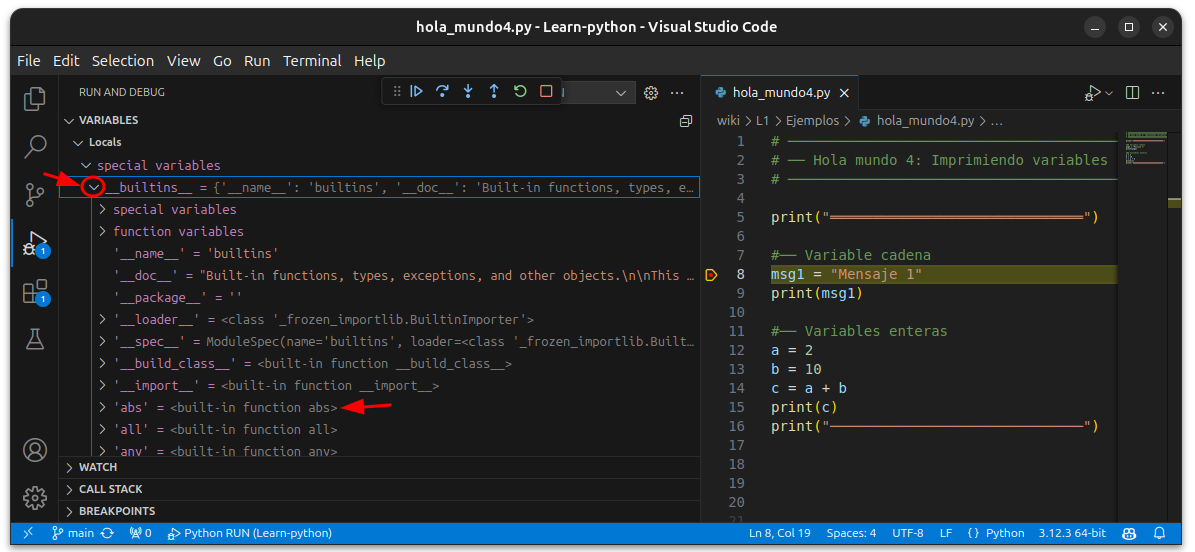 hola_mundo4.py - Learn-python - Visual Studio Code
File Edit Selection View Go Run Terminal Help
RUN AND DEBUG
VARIABLES
Locals
special variables
__builtins__ = {'__name__': 'builtins', '__doc__': 'Built-in functions, types, e…
special variables
function variables
'__name__' = 'builtins'
'__doc__' = "Built-in functions, types, exceptions, and other objects.\n\nThis …
'__package__' = ''
'__loader__' = <class '_frozen_importlib.BuiltinImporter'>
'__spec__' = ModuleSpec(name='builtins', loader=<class '_frozen_importlib.Built…
'__build_class__' = <built-in function __build_class__>
'__import__' = <built-in function __import__>
'abs' = <built-in function abs>
'all' = <built-in function all>
'any' = <built-in function any>
WATCH
CALL STACK
BREAKPOINTS
1
1
hola_mundo4.py
wiki > L1 > Ejemplos > hola_mundo4.py > …
1 # ────────────────────────────────
2 # ── Hola mundo 4: Imprimiendo variables
3 # ────────────────────────────────
4
5 print("══════════════════════════════")
6
7 #── Variable cadena
8 msg1 = "Mensaje 1"
9 print(msg1)
10
11 #── Variables enteras
12 a = 2
13 b = 10
14 c = a + b
15 print(c)
16 print("──────────────────────────────")
17
18
19
20
21
main 0 Python RUN (Learn-python) Ln 8, Col 19 Spaces: 4 UTF-8 LF { } Python 3.12.3 64-bit